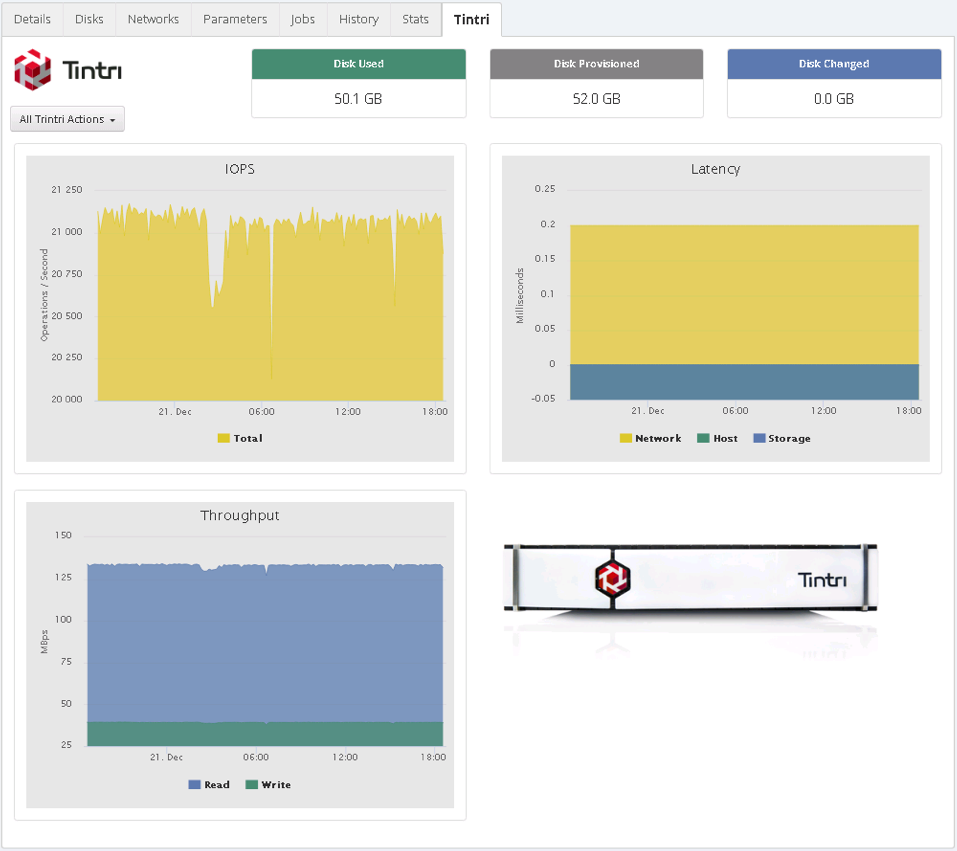 Details Disks Networks Parameters Jobs History Stats Tintri
Tintri
Disk Used
50.1 GB
Disk Provisioned
52.0 GB
Disk Changed
0.0 GB
All Trintri Actions
IOPS
Operations / Second
21 250
21 000
20 750
20 500
20 250
20 000
21. Dec 06:00 12:00 18:00
Total
Latency
Milliseconds
0.25
0.2
0.15
0.1
0.05
0
-0.05
21. Dec 06:00 12:00 18:00
Network Host Storage
Throughput
MBps
150
125
100
75
50
25
21. Dec 06:00 12:00 18:00
Read Write
Tintri